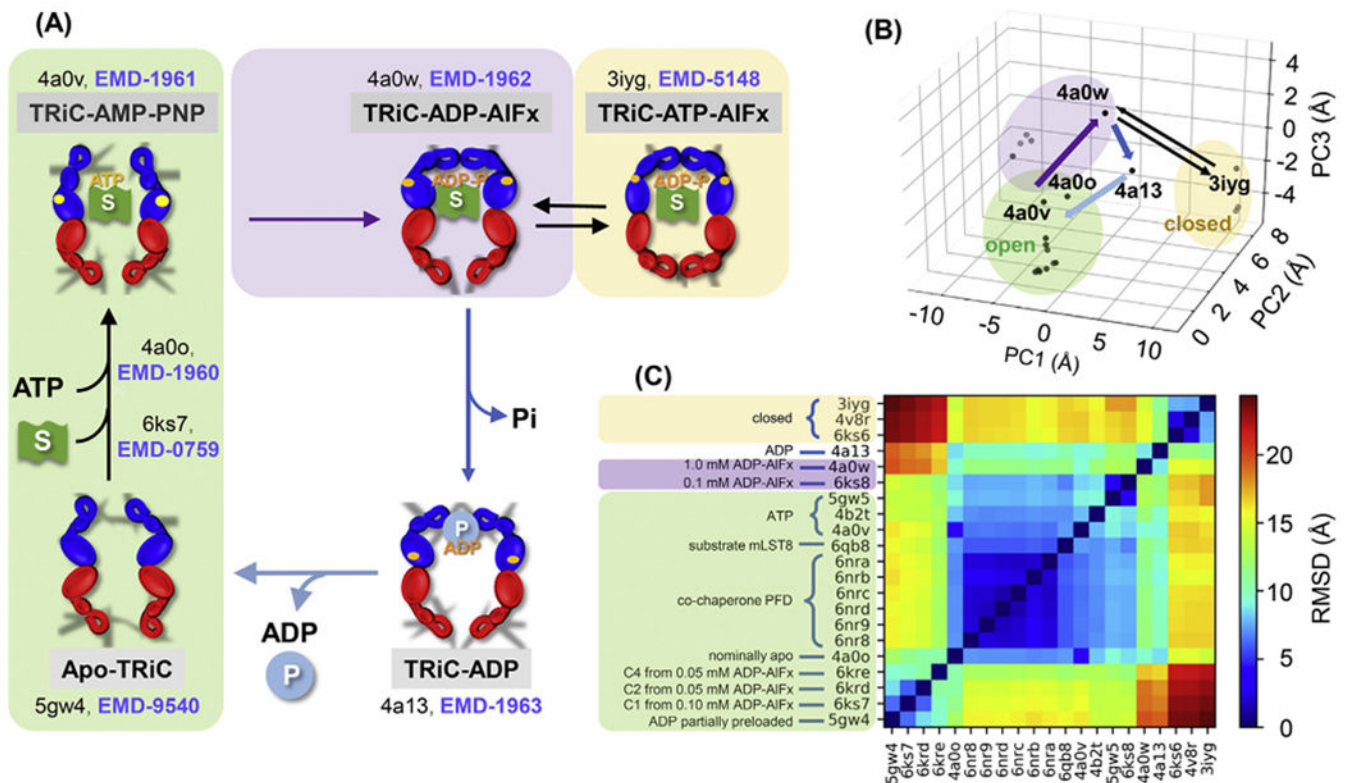 (A)
4a0v, EMD-1961
TRiC-AMP-PNP
ATP
S
4a0w, EMD-1962
TRiC-ADP-AlFx
ADP-P
S
3iyg, EMD-5148
TRiC-ATP-AlFx
ADP-P
S
4a0o,
EMD-1960
ATP
6ks7,
EMD-0759
S
Pi
Apo-TRiC
5gw4, EMD-9540
ADP
P
P
ADP
TRiC-ADP
4a13, EMD-1963
(B)
4a0w
4a0o
4a0v
4a13
3iyg
open
closed
4
2
0
-2
-4
PC3 (Å)
8
6
4
2
0
PC2 (Å)
-10
-5
0
5
10
PC1 (Å)
(C)
closed
3iyg
4v8r
6ks6
ADP 4a13
1.0 mM ADP-AlFx 4a0w
0.1 mM ADP-AlFx 6ks8
ATP
5gw5
4b2t
4a0v
substrate mLST8 6qb8
co-chaperone PFD
6nra
6nrb
6nrc
6nrd
6nr9
6nr8
nominally apo 4a0o
C4 from 0.05 mM ADP-AlFx 6kre
C2 from 0.05 mM ADP-AlFx 6krd
C1 from 0.10 mM ADP-AlFx 6ks7
ADP partially preloaded 5gw4
5gw4 6ks7 6krd 6kre 4a0o 6nr8 6nr9 6nrd 6nrc 6nrb 6nra 6qb8 4a0v 4b2t 5gw5 6ks8 4a0w 4a13 6ks6 4v8r 3iyg
20
15
10
5
0
RMSD (Å)